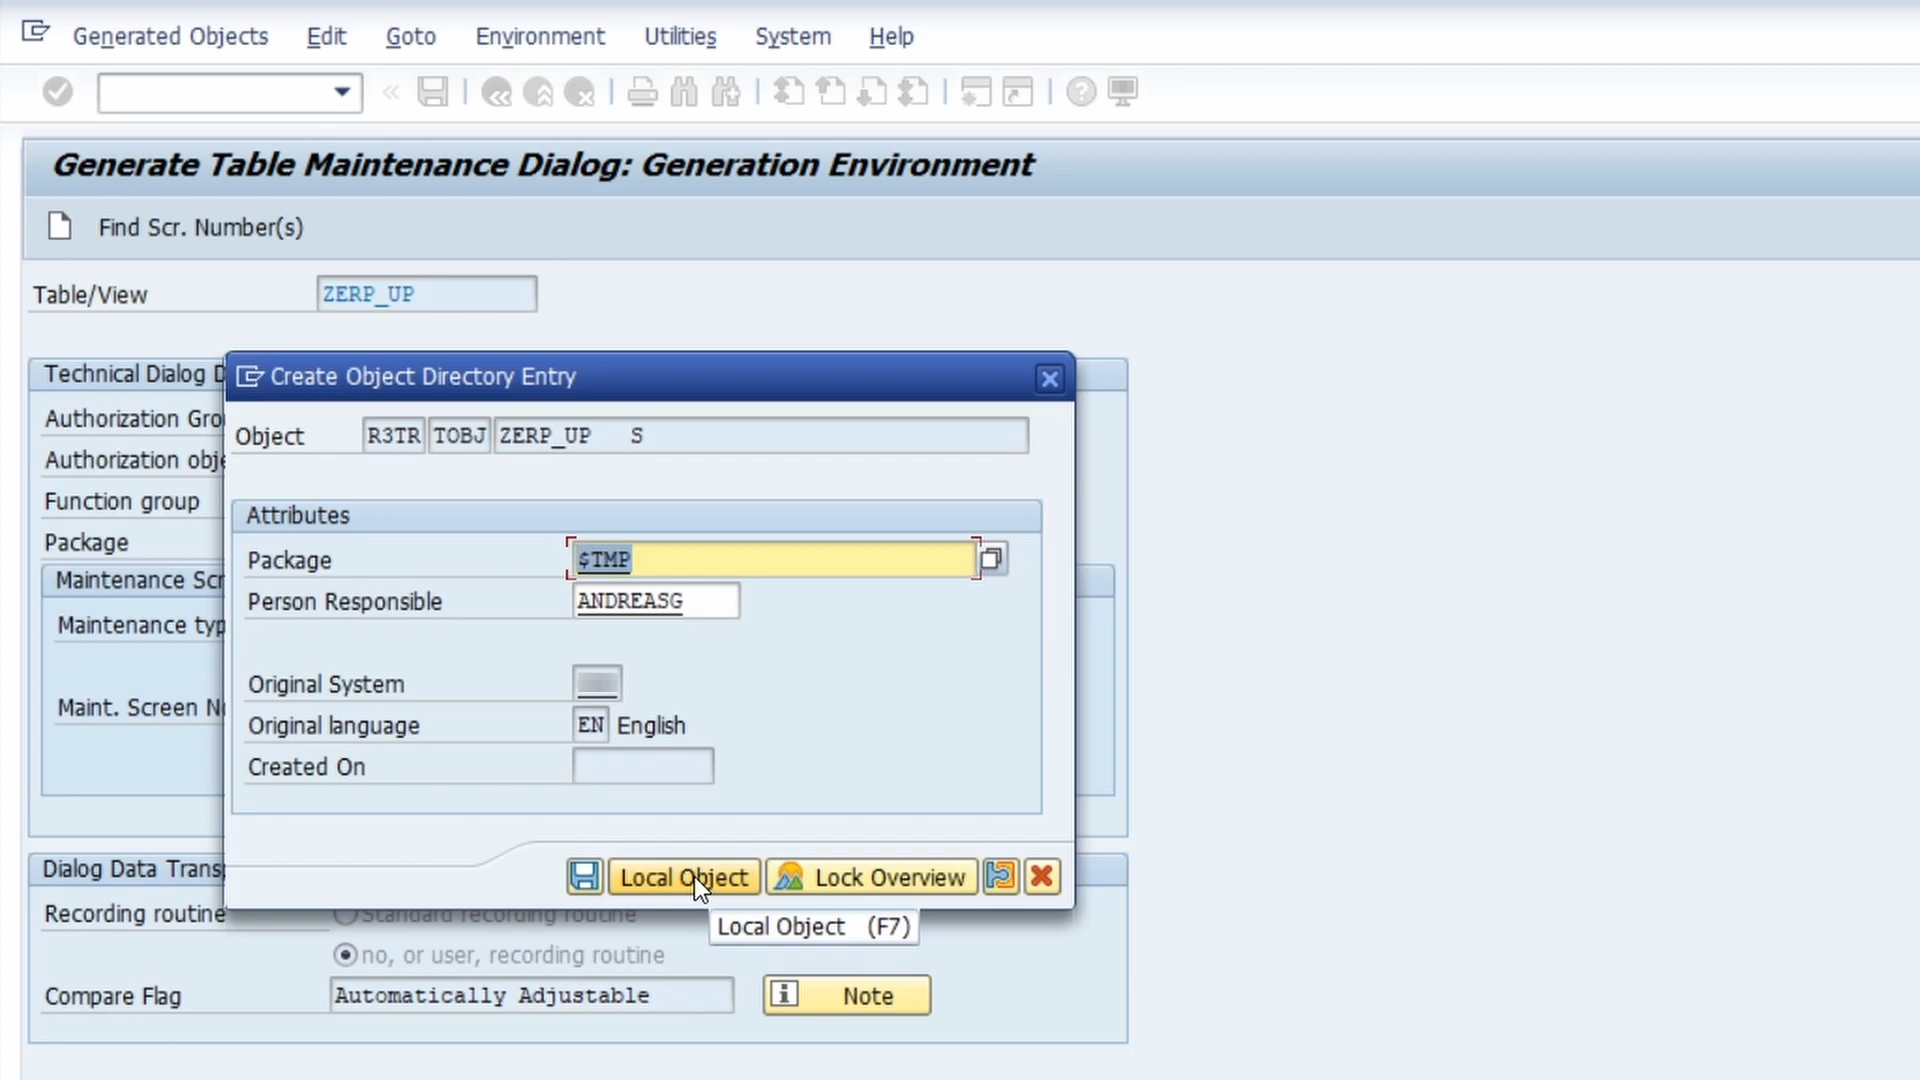 Generated Objects Edit Goto Environment Utilities System Help
Generate Table Maintenance Dialog: Generation Environment
Find Scr. Number(s)
Table/View ZERP_UP
Technical Dialog D
Create Object Directory Entry
Authorization Gro
Object R3TR TOBJ ZERP_UP S
Authorization obje
Function group
Attributes
Package
Package $TMP
Maintenance Scr
Person Responsible ANDREASG
Maintenance typ
Original System
Maint. Screen N
Original language EN English
Created On
Dialog Data Trans
Local Object Lock Overview
Recording routine Standard recording routine
Local Object (F7)
no, or user, recording routine
Compare Flag Automatically Adjustable Note